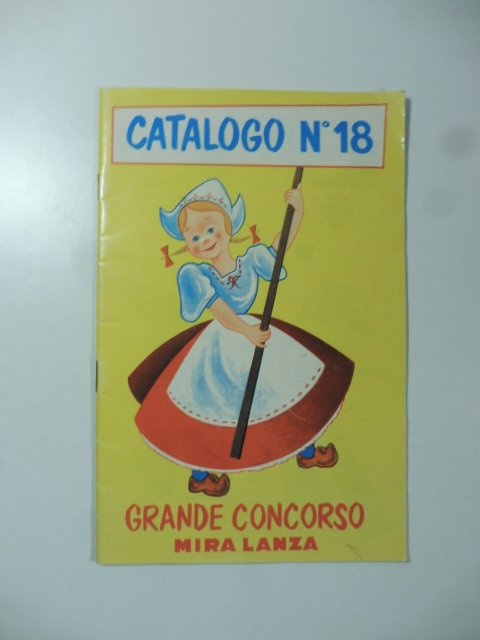 CATALOGO N° 18
GRANDE CONCORSO
MIRA LANZA